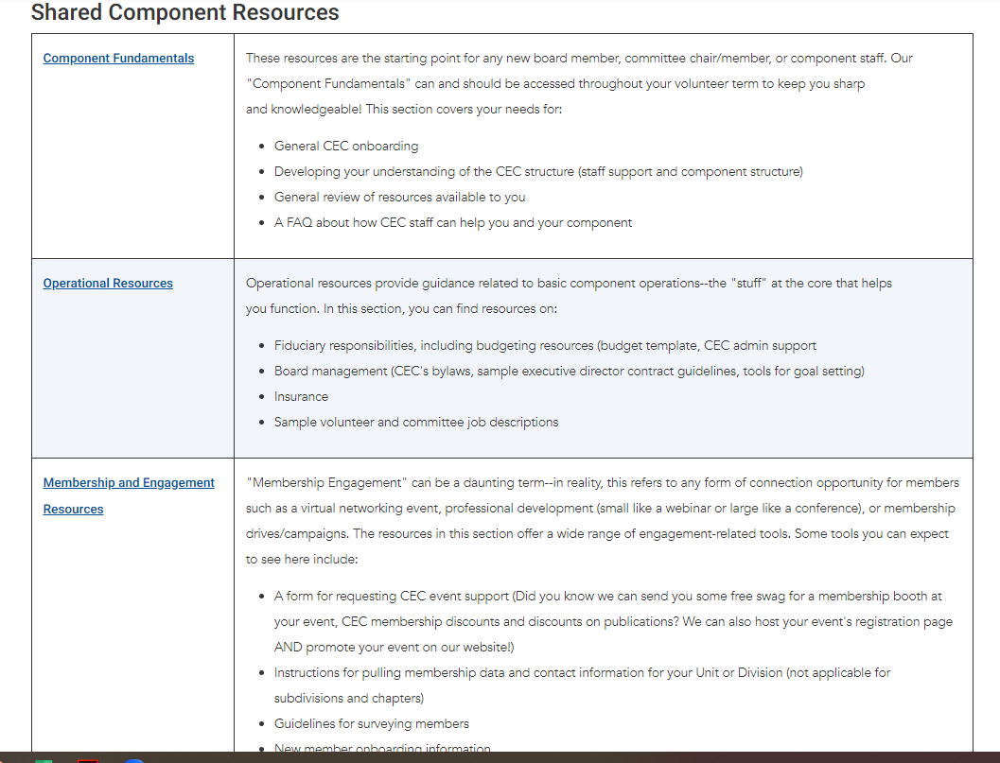 Shared Component Resources
Component Fundamentals
These resources are the starting point for any new board member, committee chair/member, or component staff. Our
"Component Fundamentals" can and should be accessed throughout your volunteer term to keep you sharp
and knowledgeable! This section covers your needs for:
General CEC onboarding
Developing your understanding of the CEC structure (staff support and component structure)
General review of resources available to you
A FAQ about how CEC staff can help you and your component
Operational Resources
Operational resources provide guidance related to basic component operations--the "stuff" at the core that helps
you function. In this section, you can find resources on:
Fiduciary responsibilities, including budgeting resources (budget template, CEC admin support
Board management (CEC's bylaws, sample executive director contract guidelines, tools for goal setting)
Insurance
Sample volunteer and committee job descriptions
Membership and Engagement
Resources
"Membership Engagement" can be a daunting term--in reality, this refers to any form of connection opportunity for members
such as a virtual networking event, professional development (small like a webinar or large like a conference), or membership
drives/campaigns. The resources in this section offer a wide range of engagement-related tools. Some tools you can expect
to see here include:
A form for requesting CEC event support (Did you know we can send you some free swag for a membership booth at
your event, CEC membership discounts and discounts on publications? We can also host your event's registration page
AND promote your event on our website!)
Instructions for pulling membership data and contact information for your Unit or Division (not applicable for
subdivisions and chapters)
Guidelines for surveying members
New member onboarding information